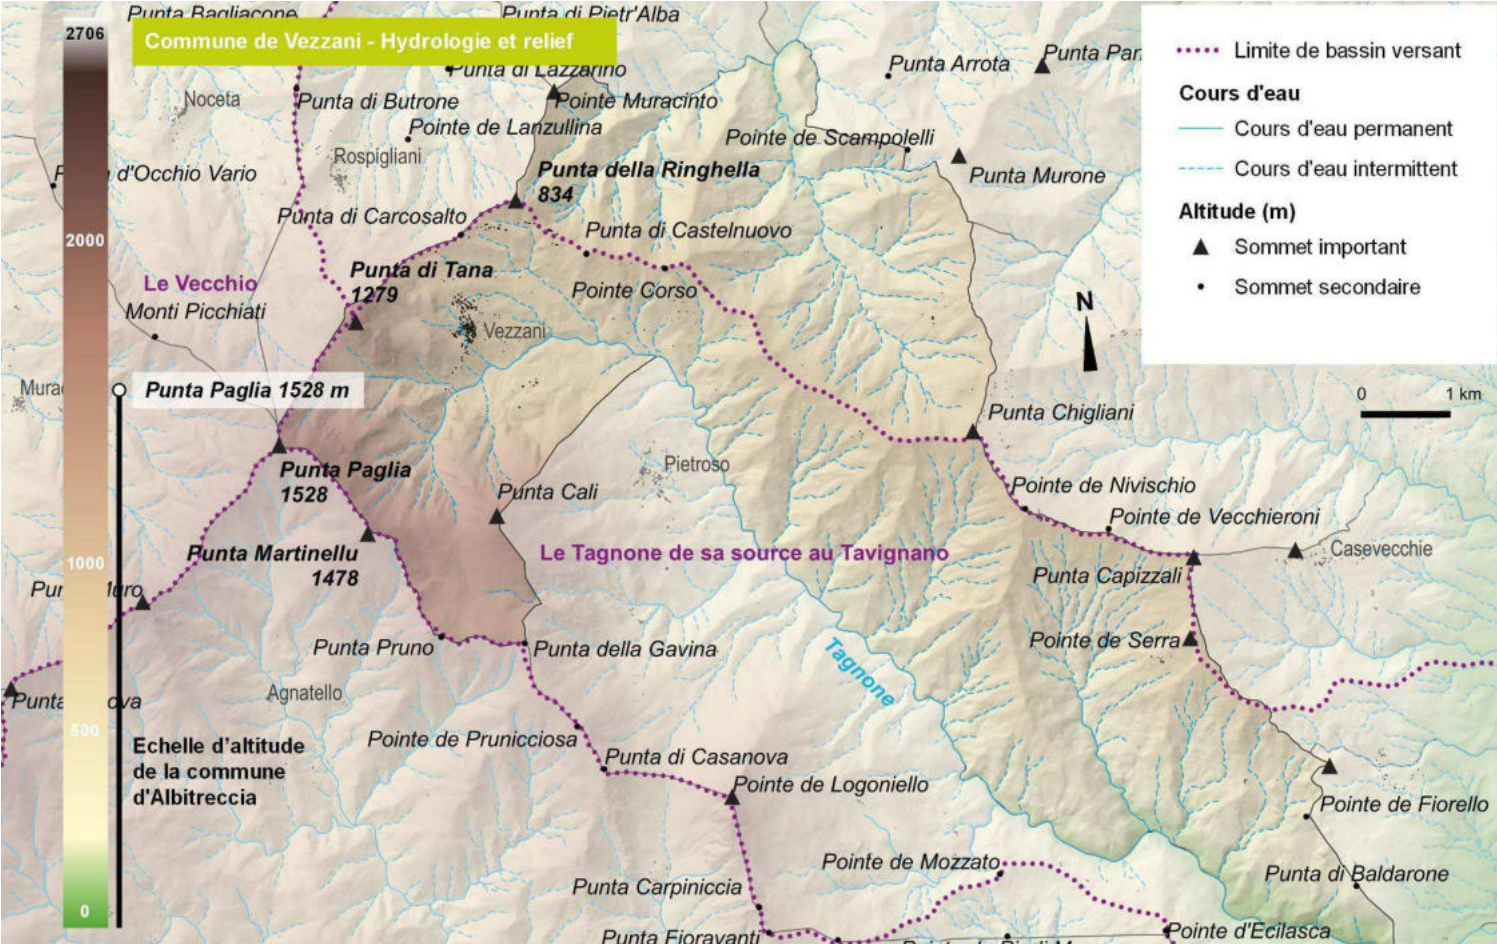 Punta Bagliacone
Punta di Pietr'Alba
2706
Commune de Vezzani - Hydrologie et relief
Punta di Lazzarino
Punta Arrota
Punta Pan
Limite de bassin versant
Cours d'eau
Cours d'eau permanent
Cours d'eau intermittent
Altitude (m)
Sommet important
Sommet secondaire
Noceta
Punta di Butrone
Pointe Muracinto
Pointe de Lanzullina
Pointe de Scampolelli
Rospigliani
d'Occhio Vario
Punta della Ringhella
834
Punta Murone
Punta di Carcosalto
Punta di Castelnuovo
2000
Punta di Tana
1279
Le Vecchio
Pointe Corso
Monti Picchiati
Vezzani
N
Mura
Punta Paglia 1528 m
0 1 km
Punta Chigliani
Punta Paglia
1528
Pietroso
Punta Cali
Pointe de Nivischio
Pointe de Vecchieroni
Punta Martinellu
1478
Le Tagnone de sa source au Tavignano
Casevecchie
1000
Punta Capizzali
Pointe de Serra
Punta Pruno
Punta della Gavina
Tagnone
Agnatello
Punta
ova
500
Pointe de Prunicciosa
Echelle d'altitude
de la commune
d'Albitreccia
Punta di Casanova
Pointe de Logoniello
Pointe de Fiorello
Pointe de Mozzato
Punta di Baldarone
Punta Carpiniccia
0
Punta Fioravanti
Pointe d'Ecilasca